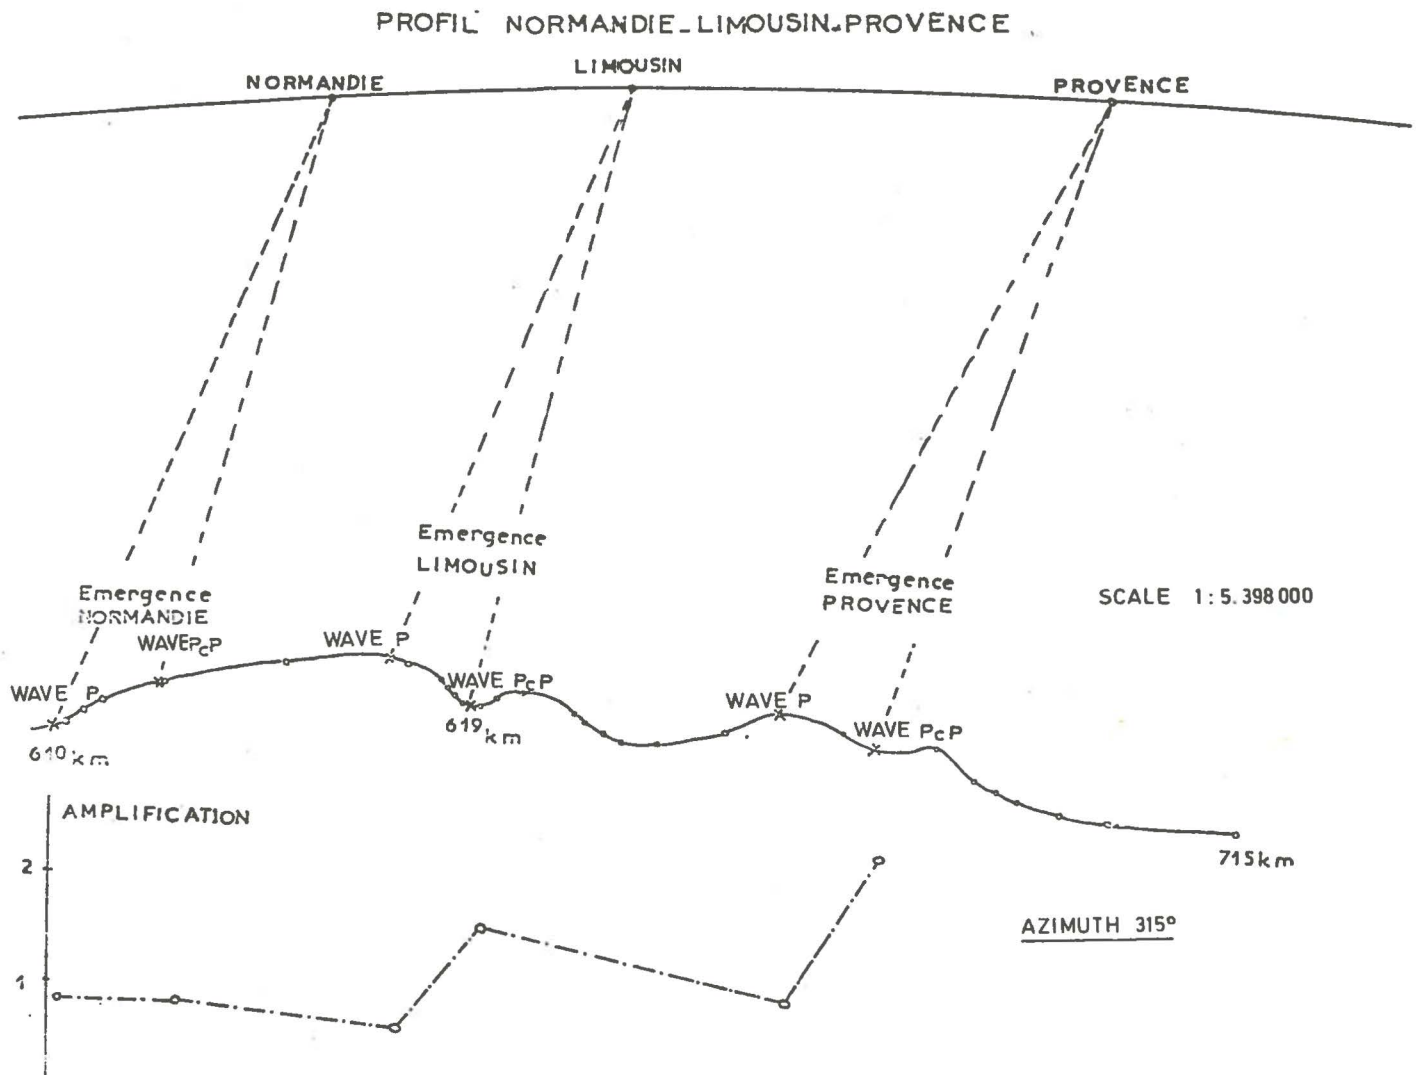 PROFIL NORMANDIE-LIMOUSIN-PROVENCE
NORMANDIE
LIMOUSIN
PROVENCE
Emergence
LIMOUSIN
Emergence
PROVENCE
SCALE 1:5.398000
Emergence
NORMANDIE
WAVE PcP
WAVE P
WAVE P
WAVE PcP
WAVE P
WAVE PcP
610 km
619 km
715 km
AMPLIFICATION
2
1
AZIMUTH 315°